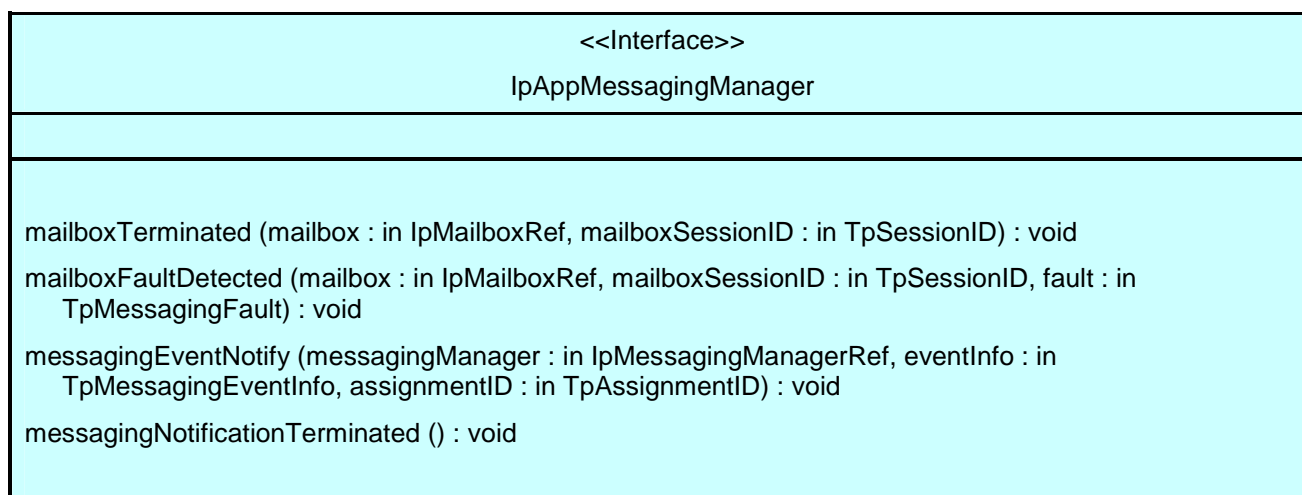 <<Interface>>
IpAppMessagingManager
mailboxTerminated (mailbox : in IpMailboxRef, mailboxSessionID : in TpSessionID) : void
mailboxFaultDetected (mailbox : in IpMailboxRef, mailboxSessionID : in TpSessionID, fault : in
TpMessagingFault) : void
messagingEventNotify (messagingManager : in IpMessagingManagerRef, eventInfo : in
TpMessagingEventInfo, assignmentID : in TpAssignmentID) : void
messagingNotificationTerminated () : void